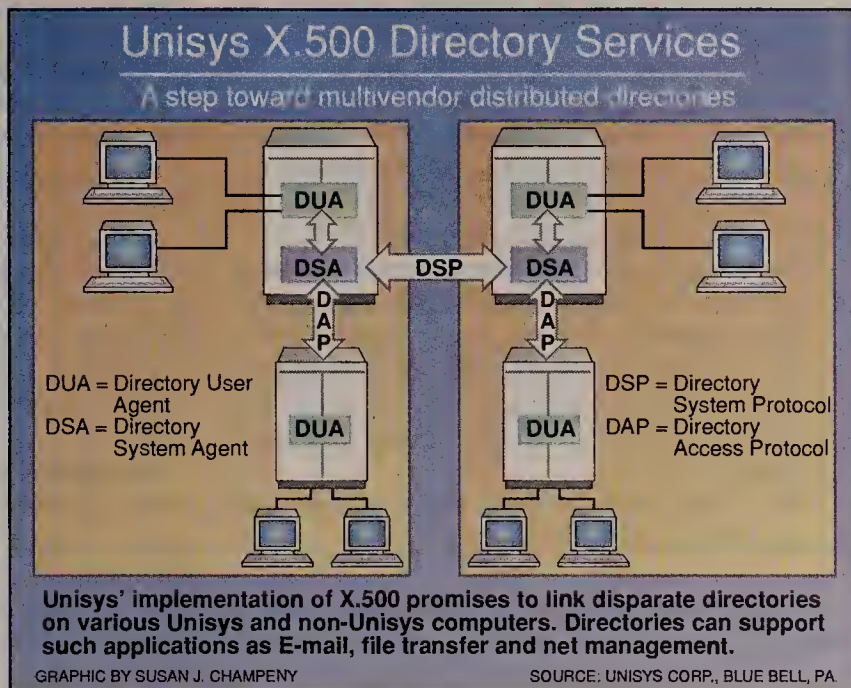 Unisys X.500 Directory Services
A step toward multivendor distributed directories
DUA
DSA
DSP
DUA
DSA
DAP
DAP
DUA
DUA
DUA = Directory User
Agent
DSA = Directory
System Agent
DSP = Directory
System Protocol
DAP = Directory
Access Protocol
Unisys' implementation of X.500 promises to link disparate directories
on various Unisys and non-Unisys computers. Directories can support
such applications as E-mail, file transfer and net management.
GRAPHIC BY SUSAN J. CHAMPENY
SOURCE: UNISYS CORP., BLUE BELL, PA.